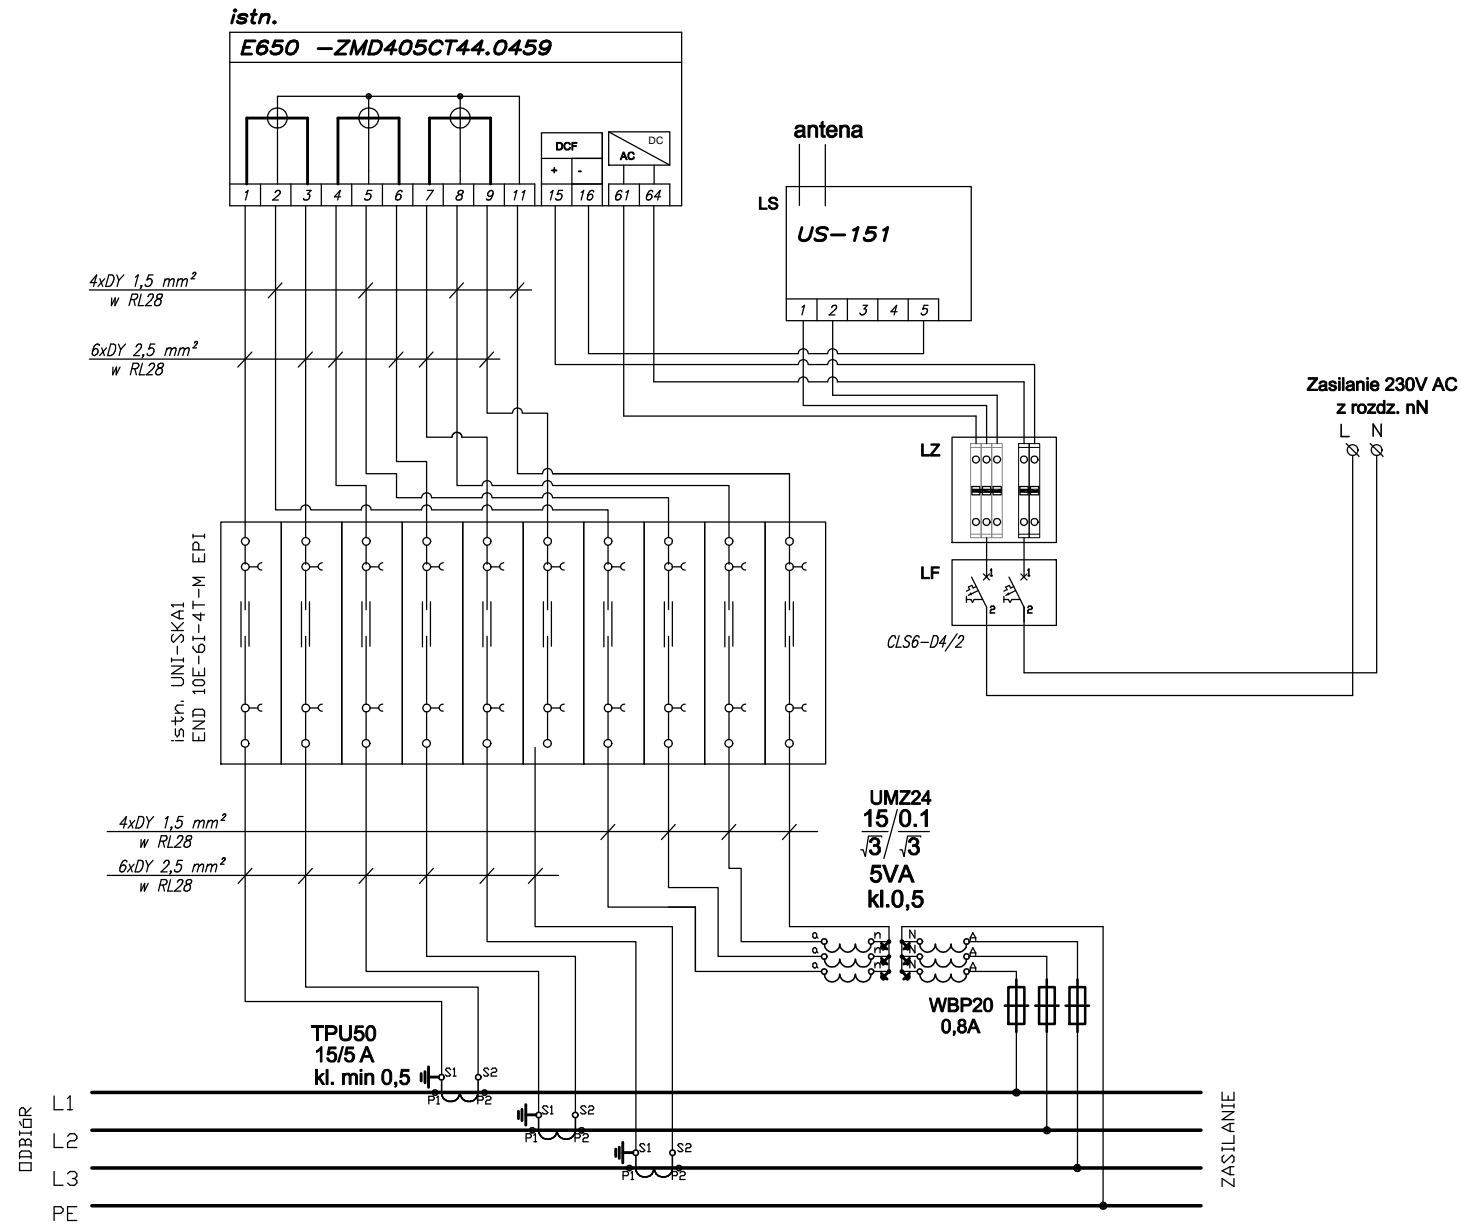 istn.
E650 -ZMD405CT44.0459
DCF
+ -
AC DC
1 2 3 4 5 6 7 8 9 11 15 16 61 64
antena
LS
US-151
1 2 3 4 5
4xDY 1,5 mm²
w RL28
6xDY 2,5 mm²
w RL28
Zasilanie 230V AC
z rozdz. nN
L N
LZ
LF
1 1
2 2
CLS6-D4/2
istn. UNI-SKA1
END 10E-6I-4T-M EPI
4xDY 1,5 mm²
w RL28
6xDY 2,5 mm²
w RL28
UMZ24
15/0.1
√3/√3
5VA
kl.0,5
a n N A
a n N A
a n N A
WBP20
0,8A
TPU50
15/5 A
kl. min 0,5
S1 S2
P1 P2
S1 S2
P1 P2
S1 S2
P1 P2
ODBIÓR
L1
L2
L3
PE
ZASILANIE